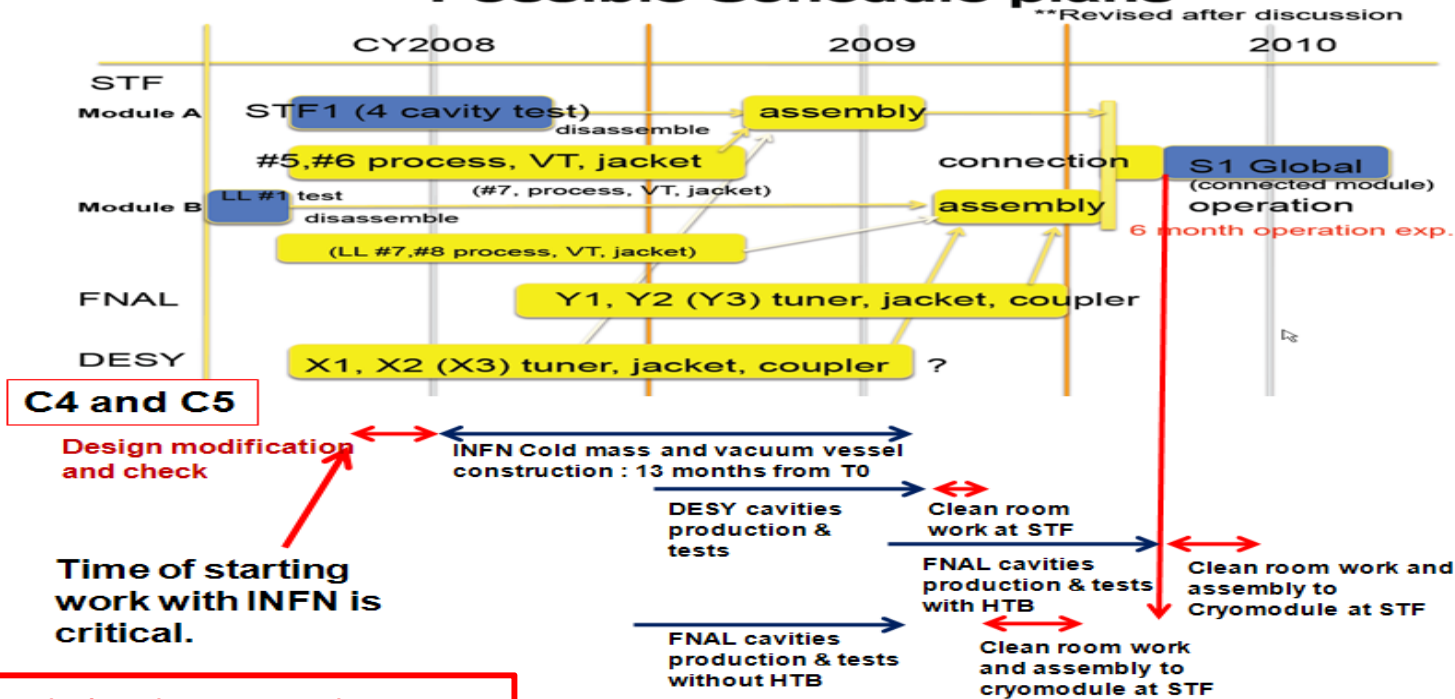 **Revised after discussion
CY2008 2009 2010
STF
Module A STF1 (4 cavity test) assembly
disassemble
#5,#6 process, VT, jacket connection S1 Global
(#7, process, VT, jacket) (connected module)
Module B LL #1 test assembly operation
disassemble
6 month operation exp.
(LL #7,#8 process, VT, jacket)
FNAL Y1, Y2 (Y3) tuner, jacket, coupler
DESY X1, X2 (X3) tuner, jacket, coupler ?
C4 and C5
Design modification
and check
INFN Cold mass and vacuum vessel
construction : 13 months from T0
DESY cavities
production &
tests
Clean room
work at STF
Time of starting
work with INFN is
critical.
FNAL cavities
production & tests
with HTB
Clean room work and
assembly to
Cryomodule at STF
FNAL cavities
production & tests
without HTB
Clean room work
and assembly to
cryomodule at STF